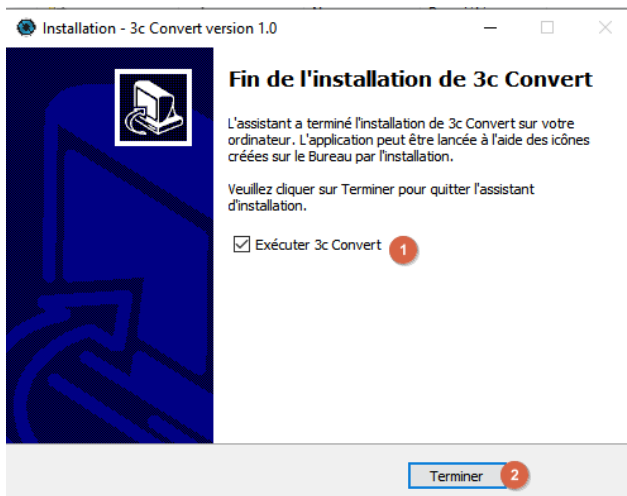 Installation - 3c Convert version 1.0
Fin de l'installation de 3c Convert
L'assistant a terminé l'installation de 3c Convert sur votre
ordinateur. L'application peut être lancée à l'aide des icônes
créées sur le Bureau par l'installation.
Veuillez cliquer sur Terminer pour quitter l'assistant
d'installation.
Exécuter 3c Convert 1
Terminer 2